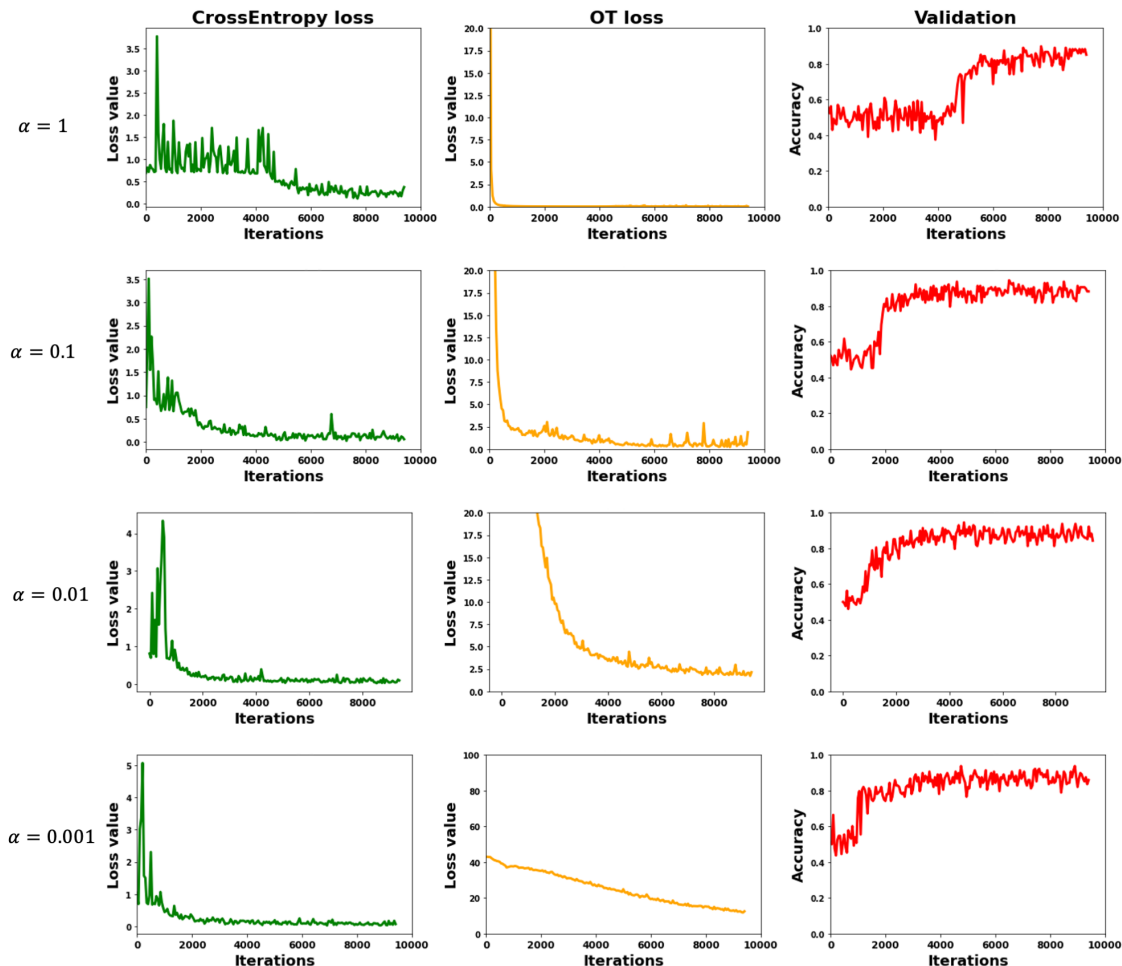 CrossEntropy loss OT loss Validation
α = 1
Loss value
3.5
3.0
2.5
2.0
1.5
1.0
0.5
0.0
0 2000 4000 6000 8000 10000
Iterations
Loss value
20.0
17.5
15.0
12.5
10.0
7.5
5.0
2.5
0.0
0 2000 4000 6000 8000 10000
Iterations
Accuracy
1.0
0.8
0.6
0.4
0.2
0.0
0 2000 4000 6000 8000 10000
Iterations
α = 0.1
Loss value
3.5
3.0
2.5
2.0
1.5
1.0
0.5
0.0
0 2000 4000 6000 8000 10000
Iterations
Loss value
20.0
17.5
15.0
12.5
10.0
7.5
5.0
2.5
0.0
0 2000 4000 6000 8000 10000
Iterations
Accuracy
1.0
0.8
0.6
0.4
0.2
0.0
0 2000 4000 6000 8000 10000
Iterations
α = 0.01
Loss value
4
3
2
1
0
0 2000 4000 6000 8000
Iterations
Loss value
20.0
17.5
15.0
12.5
10.0
7.5
5.0
2.5
0.0
0 2000 4000 6000 8000
Iterations
Accuracy
1.0
0.8
0.6
0.4
0.2
0.0
0 2000 4000 6000 8000
Iterations
α = 0.001
Loss value
5
4
3
2
1
0
0 2000 4000 6000 8000 10000
Iterations
Loss value
100
80
60
40
20
0
0 2000 4000 6000 8000 10000
Iterations
Accuracy
1.0
0.8
0.6
0.4
0.2
0.0
0 2000 4000 6000 8000 10000
Iterations